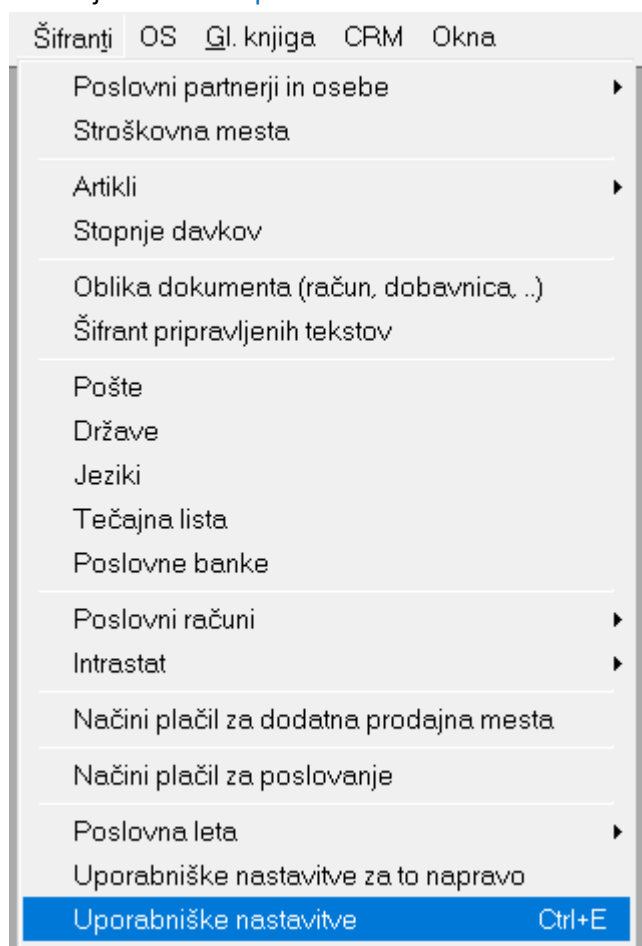 Šifranti OS Gl. knjiga CRM Okna
Poslovni partnerji in osebe
Stroškovna mesta
Artikli
Stopnje davkov
Oblika dokumenta (račun, dobavnica, ..)
Šifrant pripravljenih tekstov
Pošte
Države
Jeziki
Tečajna lista
Poslovne banke
Poslovni računi
Intrastat
Načini plačil za dodatna prodajna mesta
Načini plačil za poslovanje
Poslovna leta
Uporabniške nastavitve za to napravo
Uporabniške nastavitve Ctrl+E